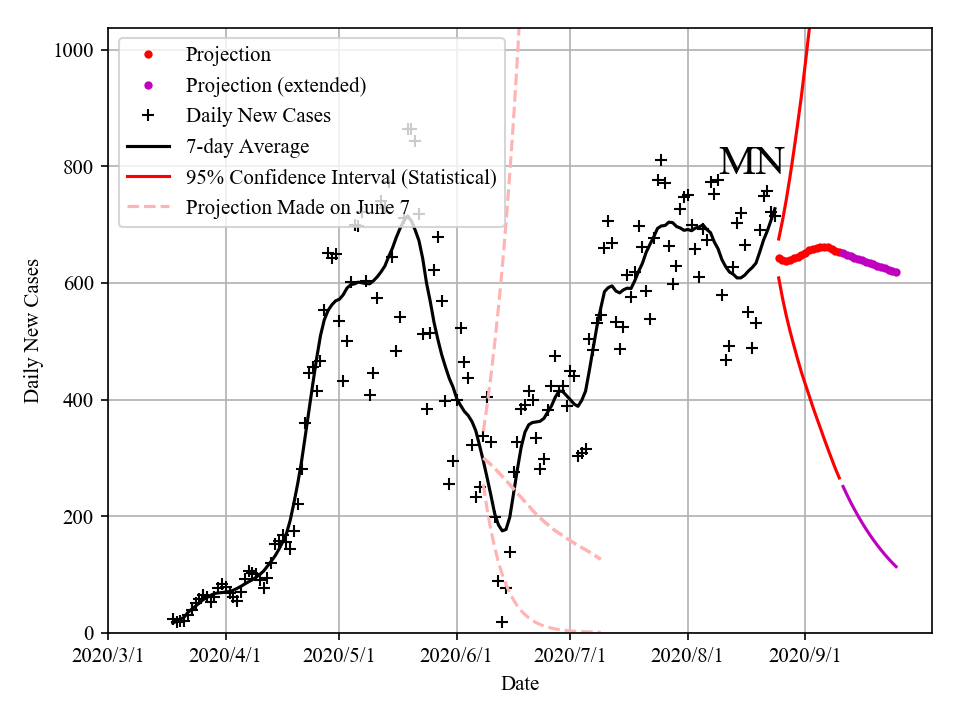 1000
800
600
400
200
0
Daily New Cases
Projection
Projection (extended)
Daily New Cases
7-day Average
95% Confidence Interval (Statistical)
Projection Made on June 7
MN
2020/3/1 2020/4/1 2020/5/1 2020/6/1 2020/7/1 2020/8/1 2020/9/1
Date